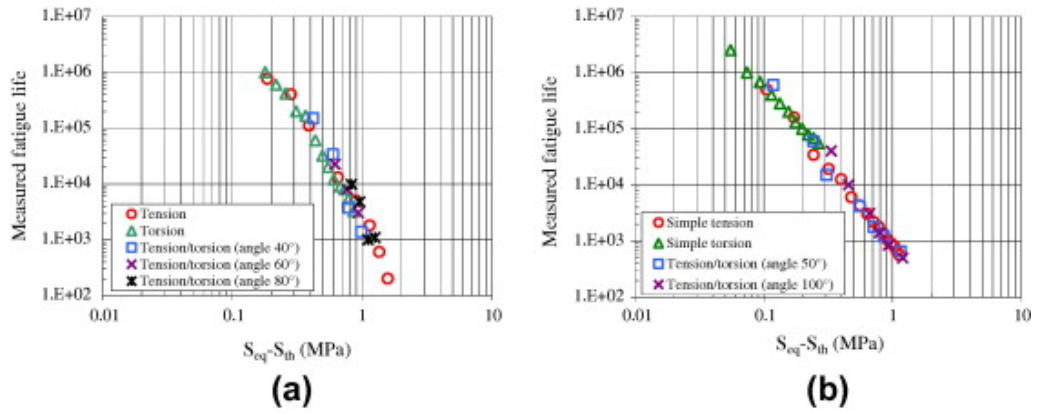 Measured fatigue life
1.E+07
1.E+06
1.E+05
1.E+04
1.E+03
1.E+02
Tension
Torsion
Tension/torsion (angle 40°)
Tension/torsion (angle 60°)
Tension/torsion (angle 80°)
0.01 0.1 1 10
Seq-Sth (MPa)
(a)
Measured fatigue life
1.E+07
1.E+06
1.E+05
1.E+04
1.E+03
1.E+02
Simple tension
Simple torsion
Tension/torsion (angle 50°)
Tension/torsion (angle 100°)
0.01 0.1 1 10
Seq-Sth (MPa)
(b)